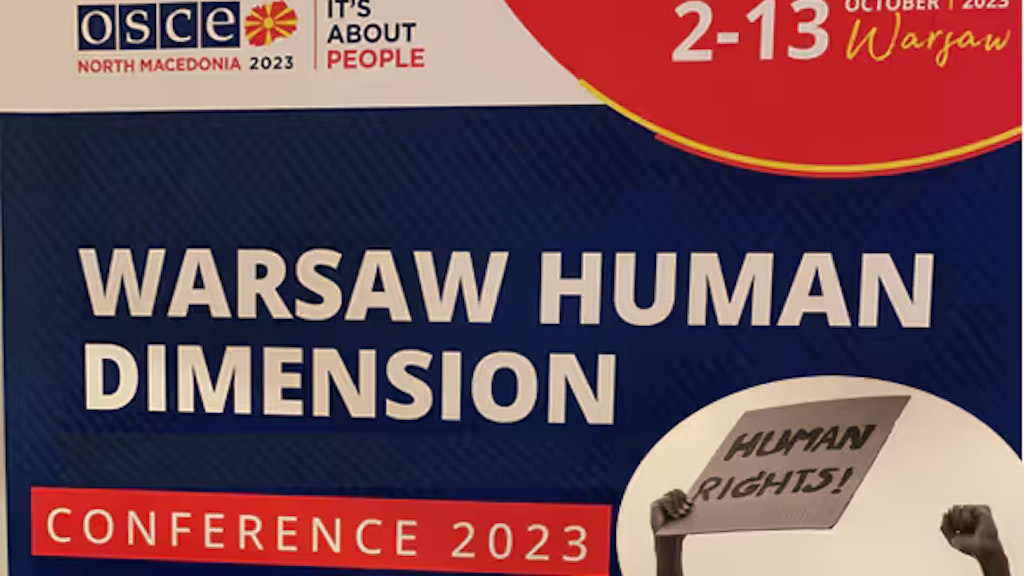 osce
NORTH MACEDONIA 2023
IT'S
ABOUT
PEOPLE
2-13
OCTOBER | 2023
Warsaw
WARSAW HUMAN
DIMENSION
CONFERENCE 2023
HUMAN
RIGHTS!